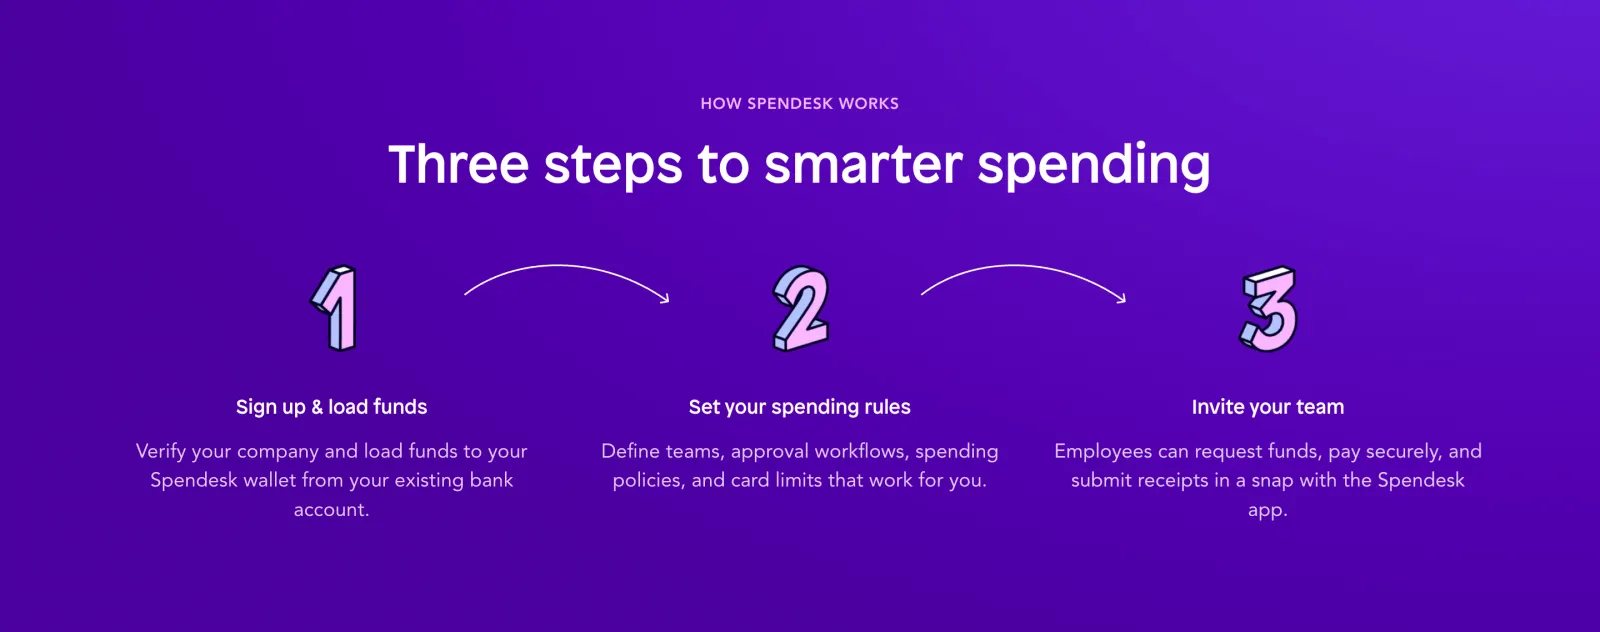 HOW SPENDESK WORKS
Three steps to smarter spending
1
2
3
Sign up & load funds
Verify your company and load funds to your
Spendesk wallet from your existing bank
account.
Set your spending rules
Define teams, approval workflows, spending
policies, and card limits that work for you.
Invite your team
Employees can request funds, pay securely, and
submit receipts in a snap with the Spendesk
app.